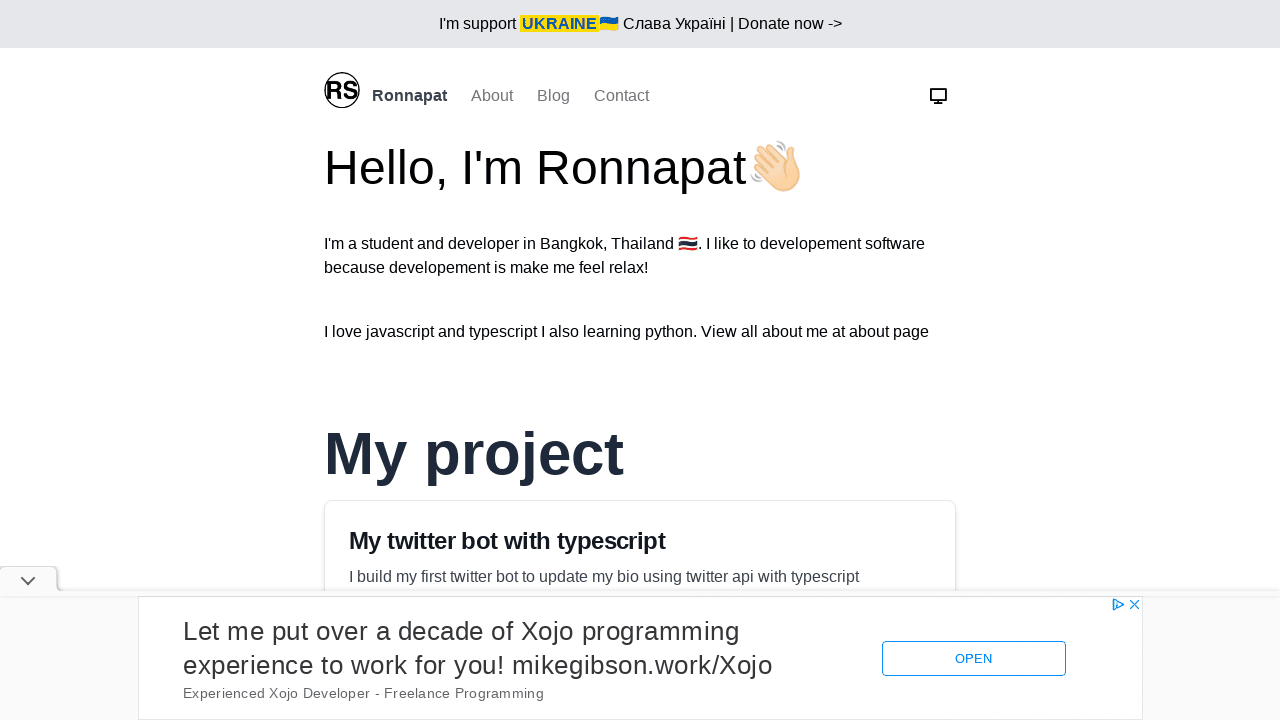 I'm support UKRAINE🇺🇦 Слава Україні | Donate now ->
RS Ronnapat About Blog Contact
Hello, I'm Ronnapat👋🏻
I'm a student and developer in Bangkok, Thailand 🇹🇭. I like to developement software
because developement is make me feel relax!
I love javascript and typescript I also learning python. View all about me at about page
My project
My twitter bot with typescript
I build my first twitter bot to update my bio using twitter api with typescript
Let me put over a decade of Xojo programming
experience to work for you! mikegibson.work/Xojo
Experienced Xojo Developer - Freelance Programming
OPEN